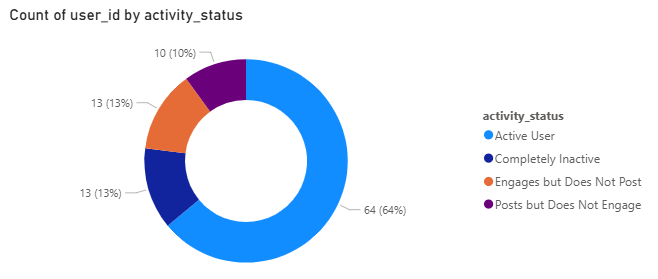 Count of user_id by activity_status
10 (10%)
13 (13%)
13 (13%)
64 (64%)
activity_status
Active User
Completely Inactive
Engages but Does Not Post
Posts but Does Not Engage